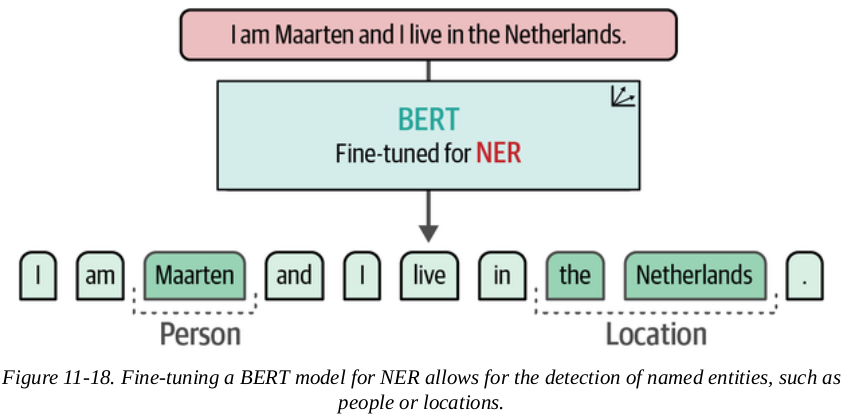 I am Maarten and I live in the Netherlands.
BERT
Fine-tuned for NER
I am Maarten and I live in the Netherlands .
Person Location
Figure 11-18. Fine-tuning a BERT model for NER allows for the detection of named entities, such as
people or locations.